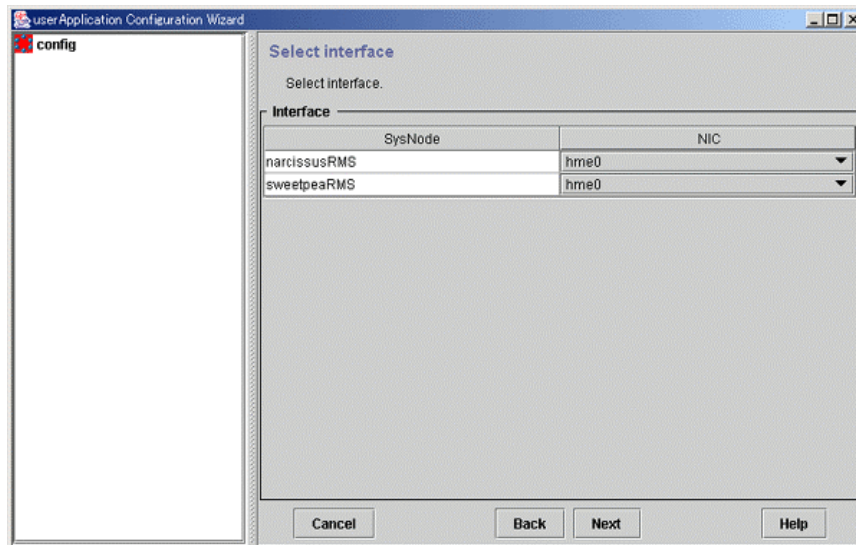 userApplication Configuration Wizard
config
Select interface
Select interface.
Interface
SysNode NIC
narcissusRMS hme0
sweetpeaRMS hme0
Cancel Back Next Help